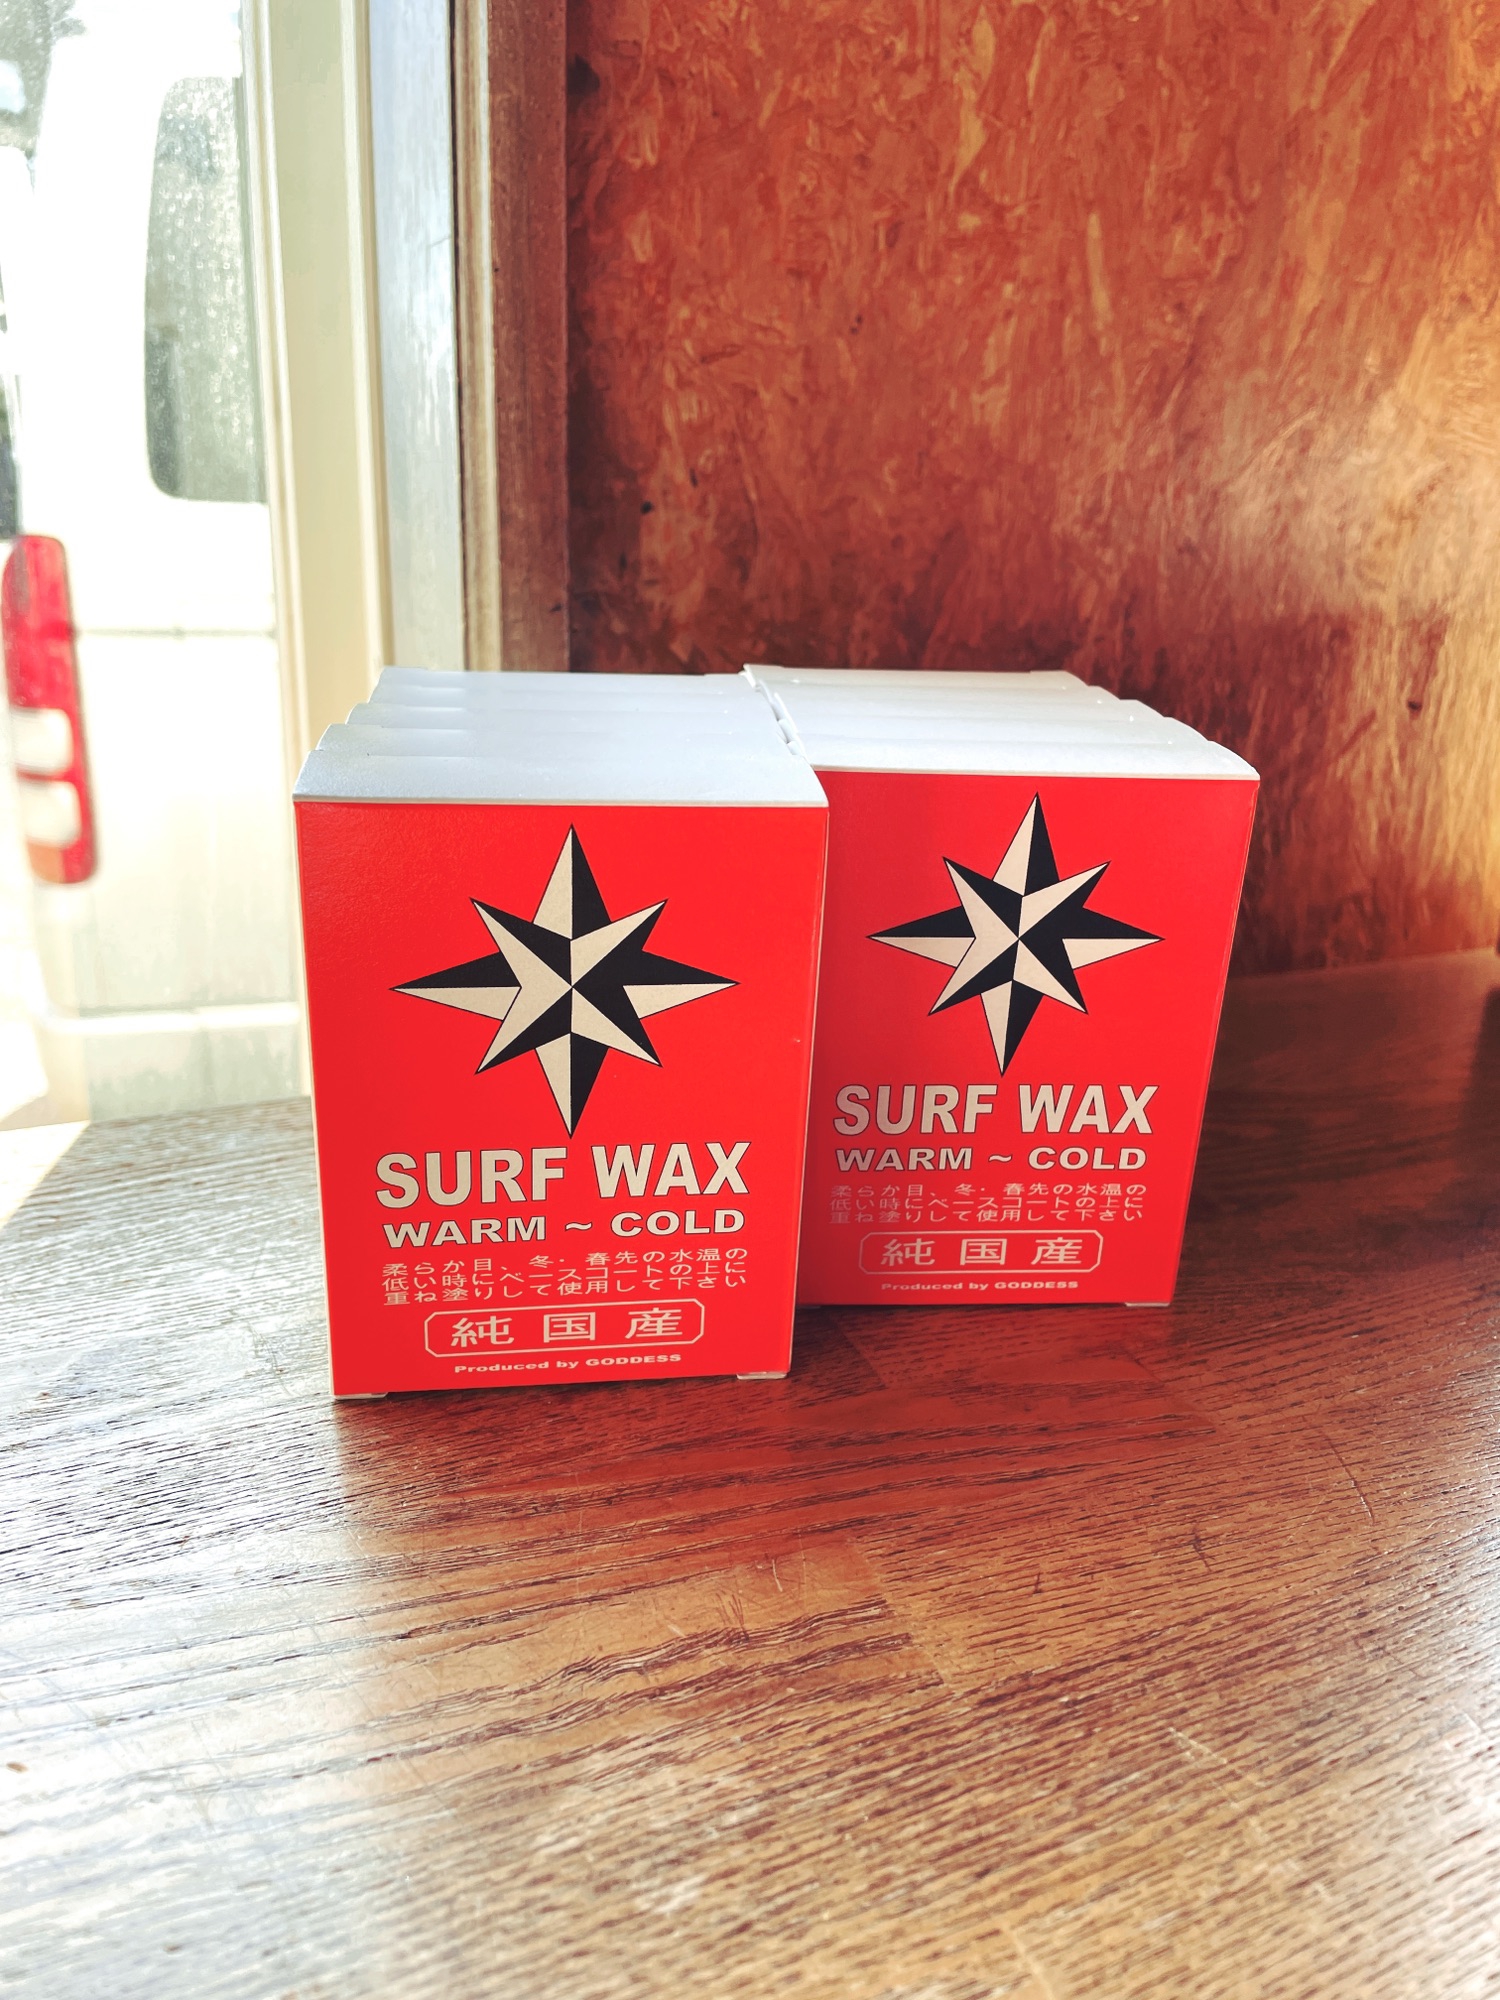 SURF WAX
WARM ~ COLD
柔らか目、冬・春先の水温の
低い時にベースコートの上に
重ね塗りして使用して下さい
純国産
Produced by GODDESS
SURF WAX
WARM ~ COLD
柔らか目、冬・春先の水温の
低い時にベースコートの上に
重ね塗りして使用して下さい
純国産
Produced by GODDESS